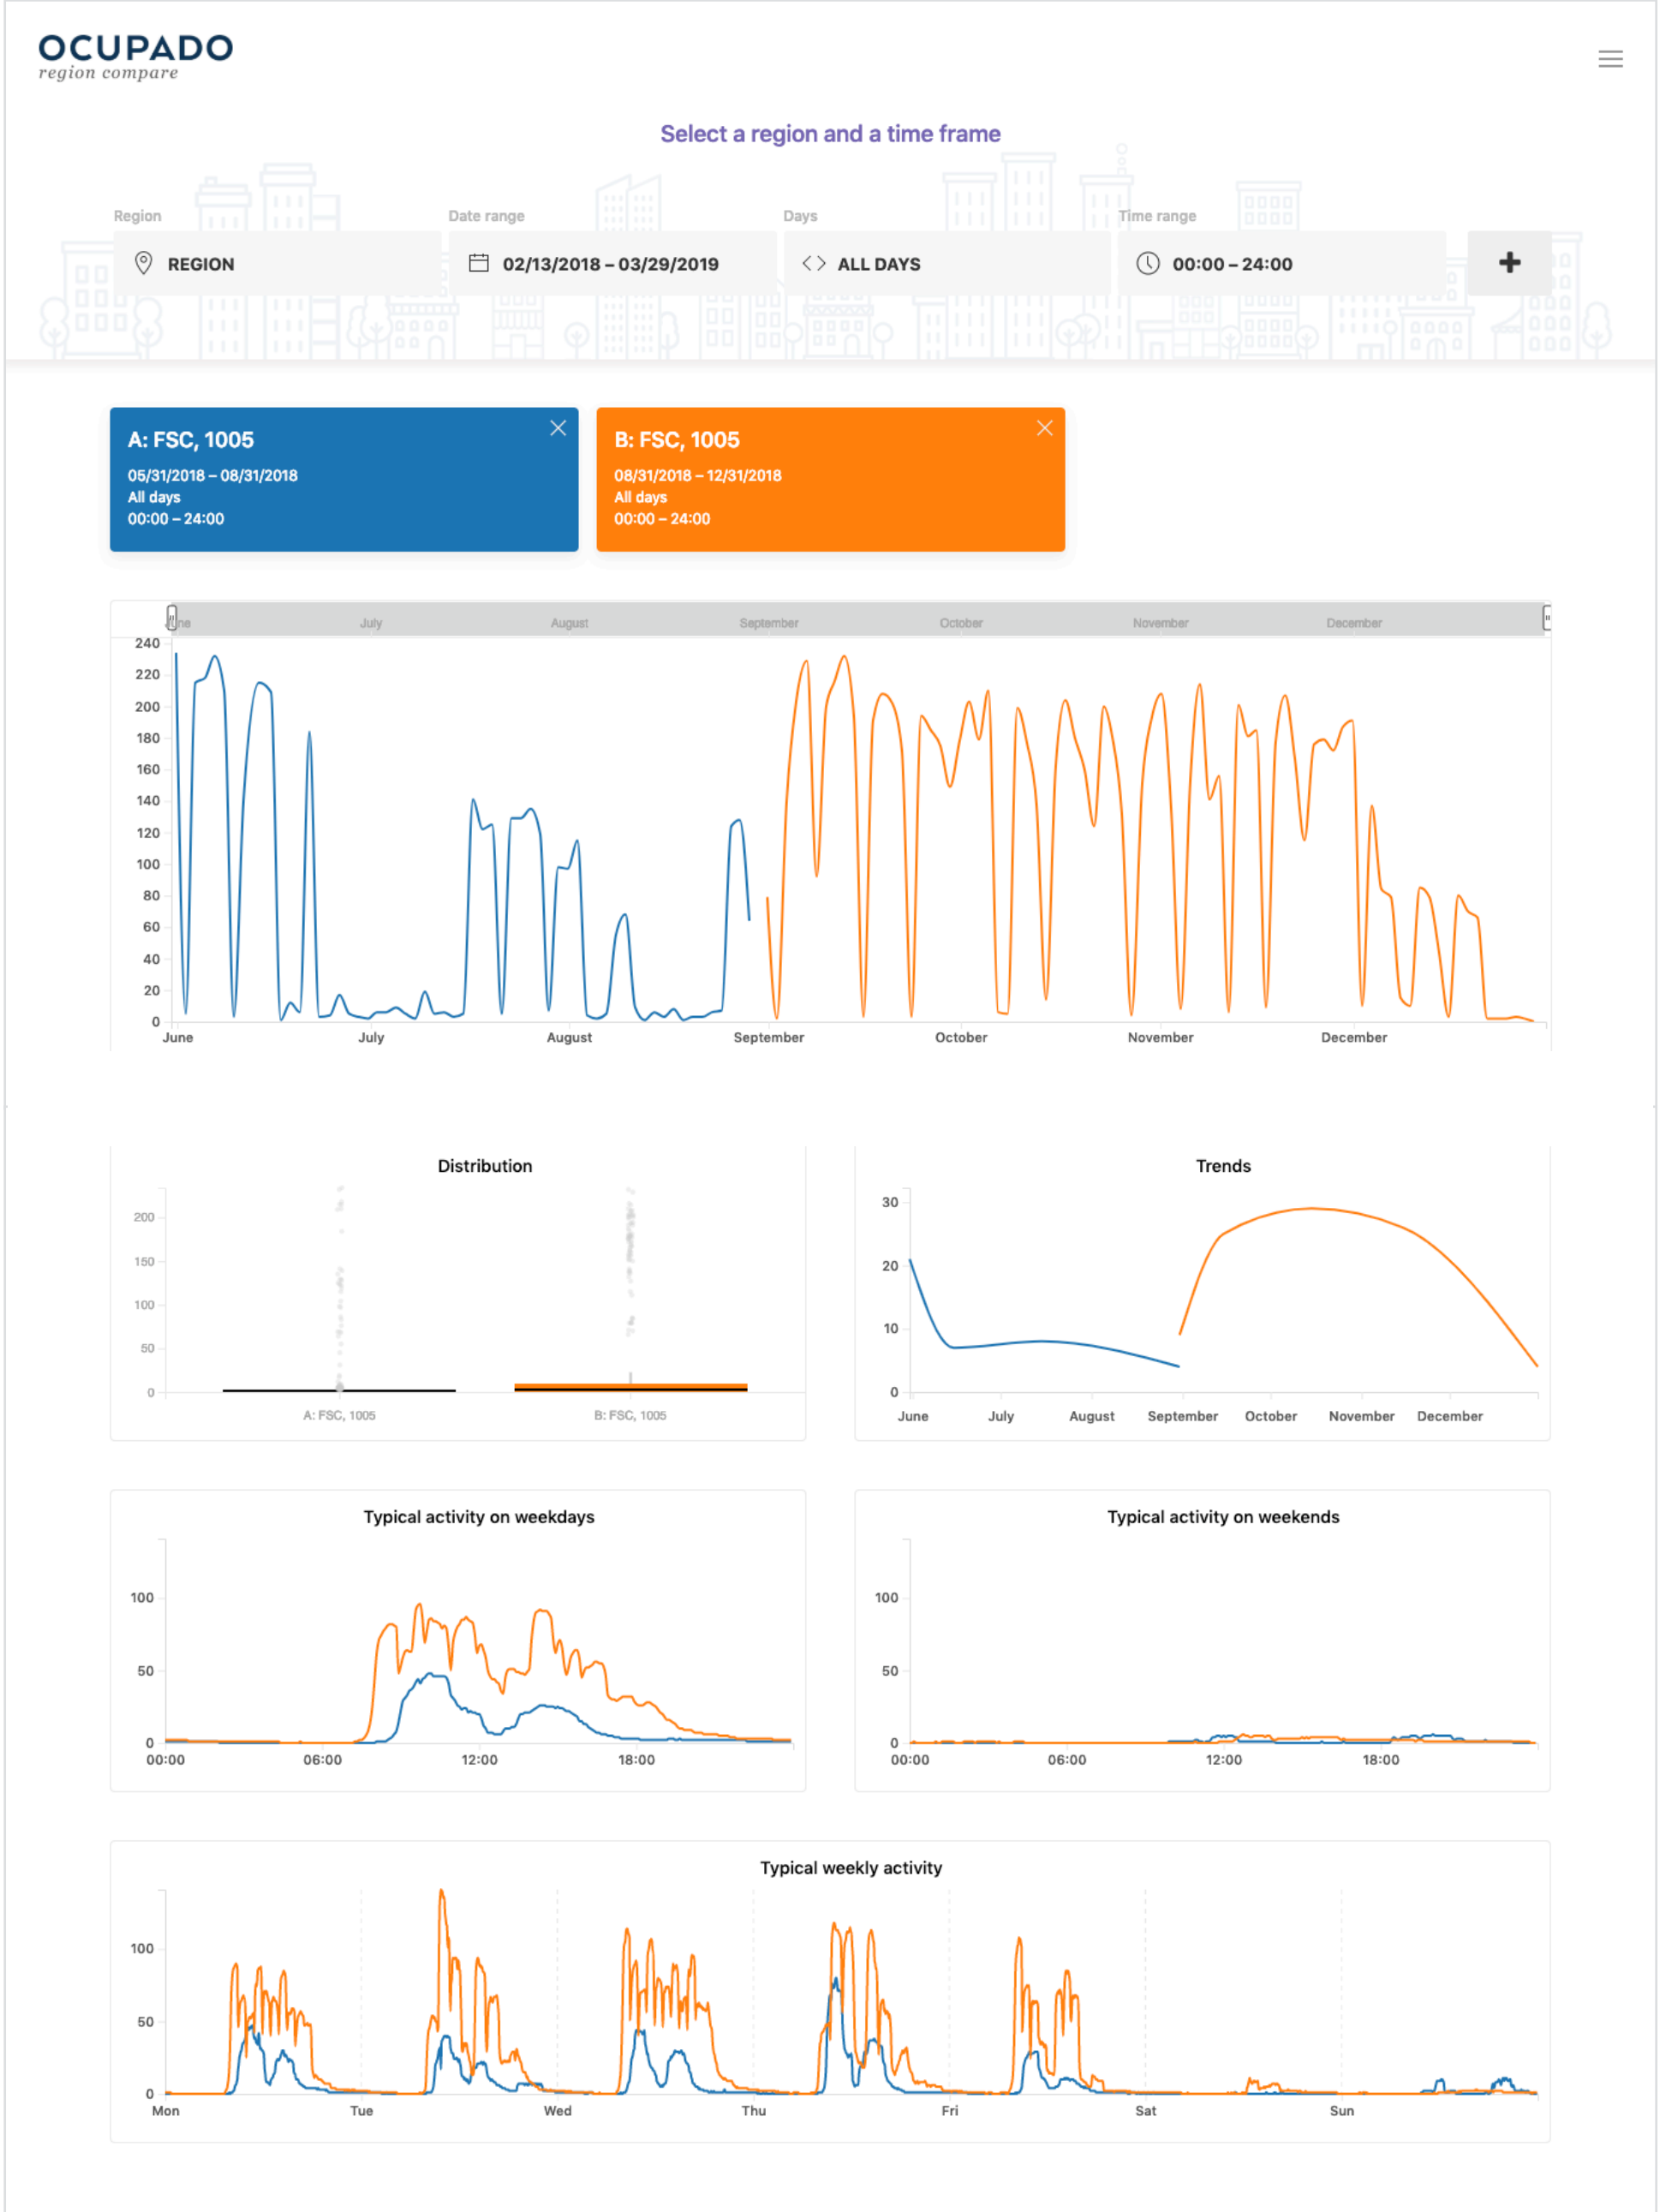 OCUPADO
region compare
Select a region and a time frame
Region Date range Days Time range
REGION 02/13/2018 – 03/29/2019 ALL DAYS 00:00 – 24:00
A: FSC, 1005
05/31/2018 – 08/31/2018
All days
00:00 – 24:00
B: FSC, 1005
08/31/2018 – 12/31/2018
All days
00:00 – 24:00
June July August September October November December
240
220
200
180
160
140
120
100
80
60
40
20
0
June July August September October November December
Distribution
200
150
100
50
0
A: FSC, 1005 B: FSC, 1005
Trends
30
20
10
0
June July August September October November December
Typical activity on weekdays
100
50
0
00:00 06:00 12:00 18:00
Typical activity on weekends
100
50
0
00:00 06:00 12:00 18:00
Typical weekly activity
100
50
0
Mon Tue Wed Thu Fri Sat Sun